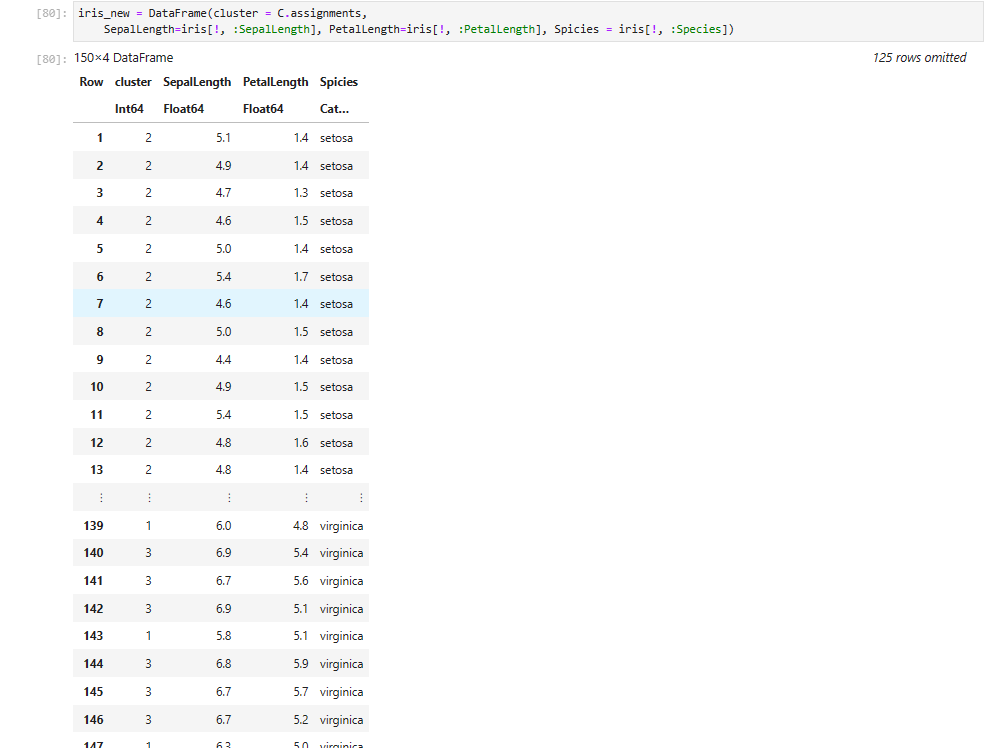 [80]: iris_new = DataFrame(cluster = C.assignments,
SepalLength=iris[!, :SepalLength], PetalLength=iris[!, :PetalLength], Spicies = iris[!, :Species])
[80]: 150×4 DataFrame 125 rows omitted
Row cluster SepalLength PetalLength Spicies
Int64 Float64 Float64 Cat…
1 2 5.1 1.4 setosa
2 2 4.9 1.4 setosa
3 2 4.7 1.3 setosa
4 2 4.6 1.5 setosa
5 2 5.0 1.4 setosa
6 2 5.4 1.7 setosa
7 2 4.6 1.4 setosa
8 2 5.0 1.5 setosa
9 2 4.4 1.4 setosa
10 2 4.9 1.5 setosa
11 2 5.4 1.5 setosa
12 2 4.8 1.6 setosa
13 2 4.8 1.4 setosa
⋮ ⋮ ⋮ ⋮ ⋮
139 1 6.0 4.8 virginica
140 3 6.9 5.4 virginica
141 3 6.7 5.6 virginica
142 3 6.9 5.1 virginica
143 1 5.8 5.1 virginica
144 3 6.8 5.9 virginica
145 3 6.7 5.7 virginica
146 3 6.7 5.2 virginica
147 1 6.3 5.0 virginica